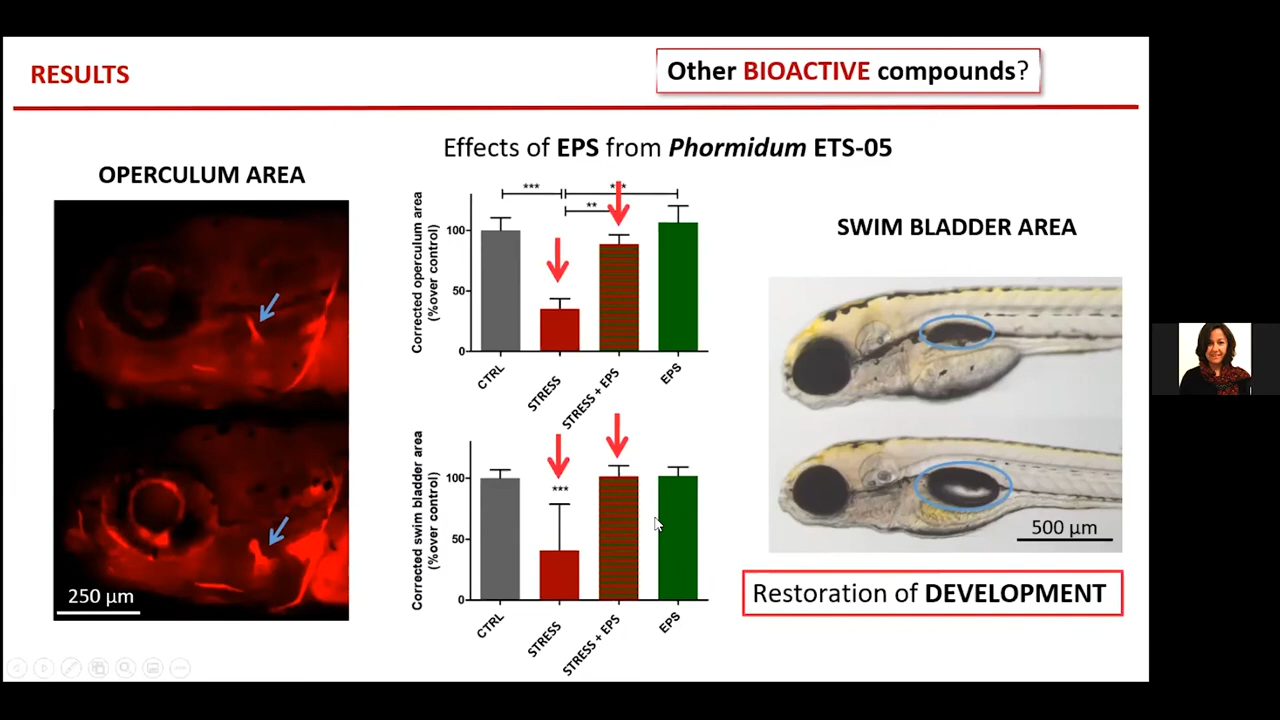 RESULTS
Other BIOACTIVE compounds?
Effects of EPS from Phormidum ETS-05
OPERCULUM AREA
250 µm
Corrected operculum area
(%over control)
100
50
0
***
***
**
CTRL
STRESS
STRESS + EPS
EPS
Corrected swim bladder area
(%over control)
100
50
0
***
CTRL
STRESS
STRESS + EPS
EPS
SWIM BLADDER AREA
500 µm
Restoration of DEVELOPMENT